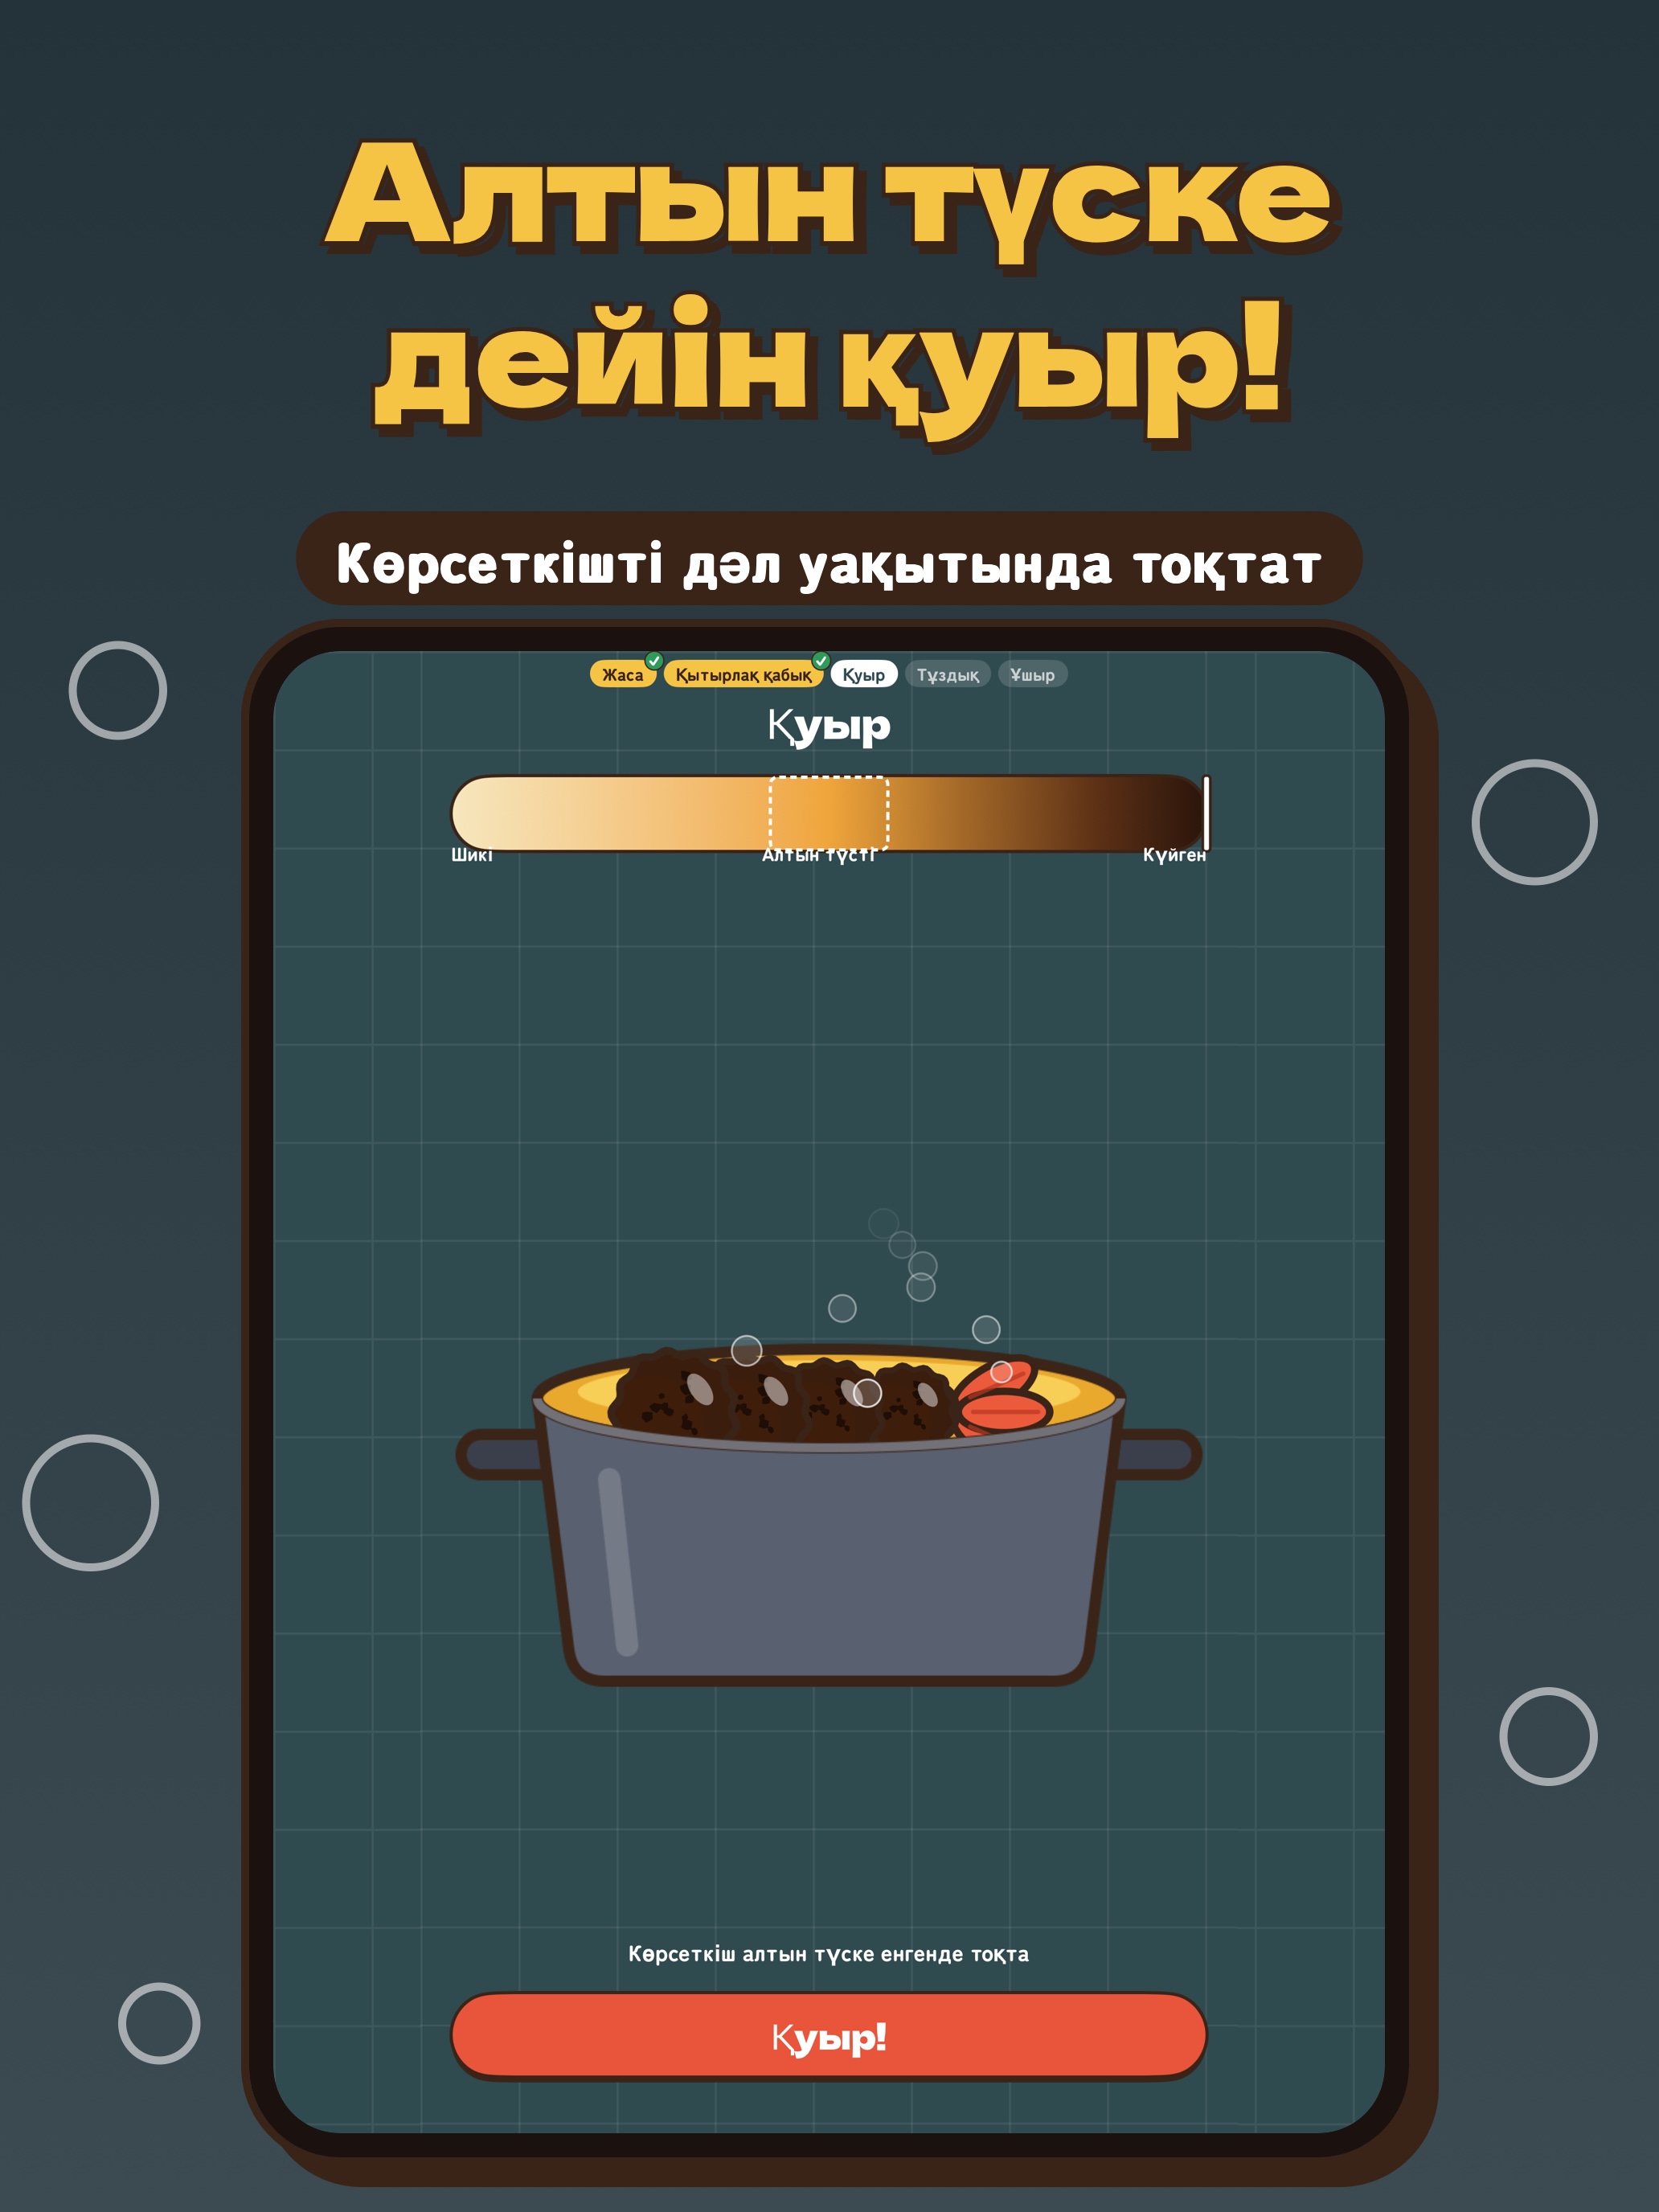 Алтын түске
дейін қуыр!
Көрсеткішті дәл уақытында тоқтат
Жаса Қытырлақ қабық Қуыр Тұздық Ұшыр
Қуыр
Шикі Алтын түсті Күйген
Көрсеткіш алтын түске енгенде тоқта
Қуыр!